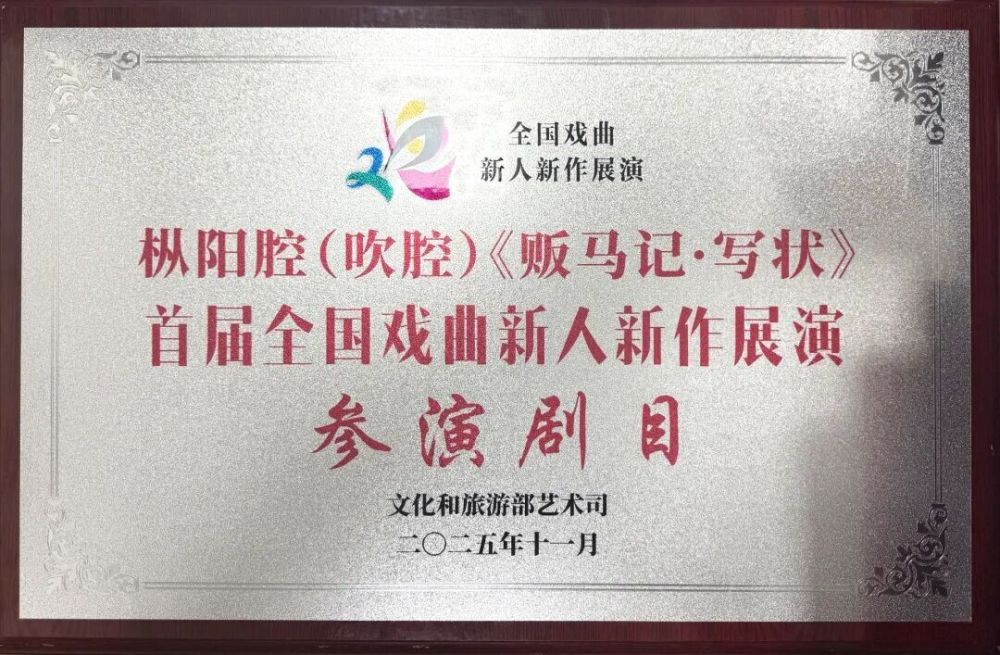 全国戏曲
新人新作展演
枞阳腔(吹腔)《贩马记·写状》
首届全国戏曲新人新作展演
参演剧目
文化和旅游部艺术司
二〇二五年十一月